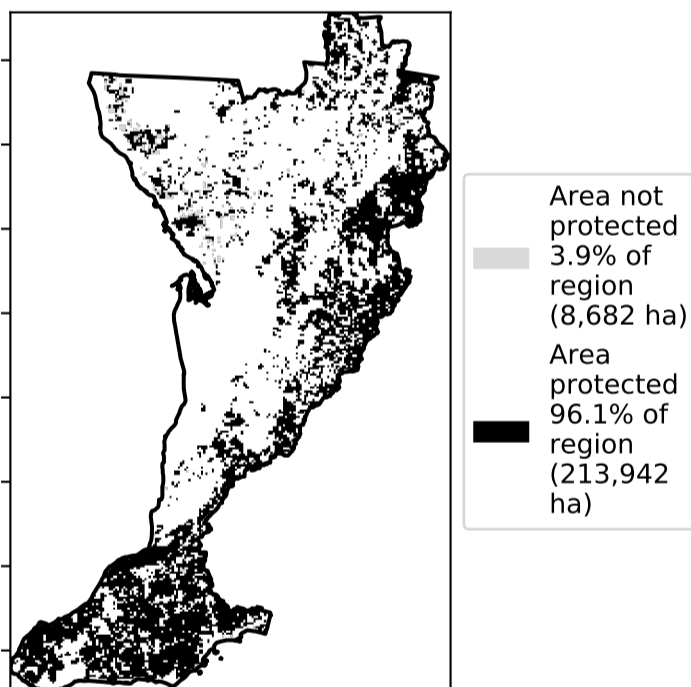 Area not
protected
3.9% of
region
(8,682 ha)
Area
protected
96.1% of
region
(213,942
ha)